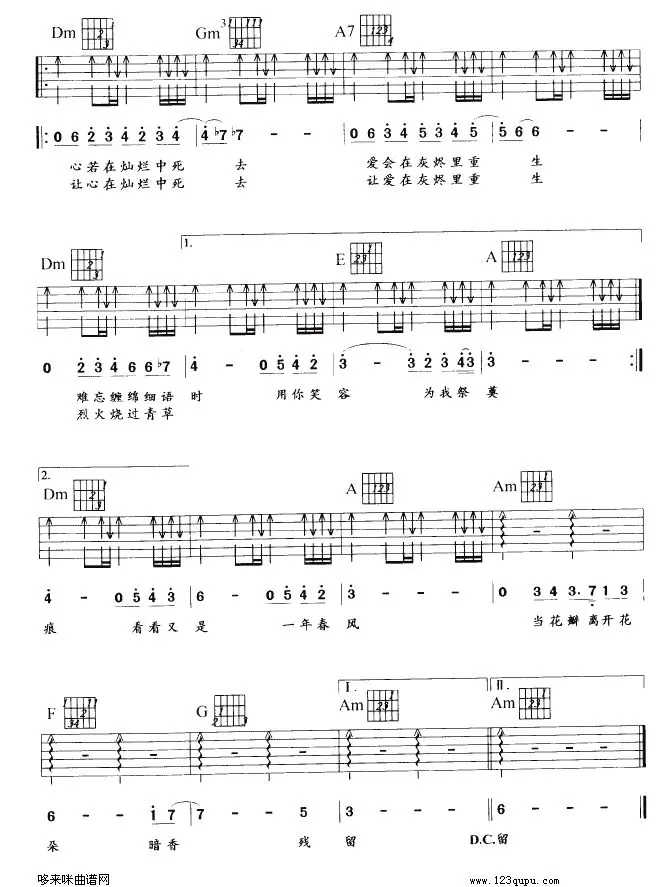 Dm Gm 3 A7
0 6 2 3 4 2 3 4 4 ♭7 ♭7 - - 0 6 3 4 5 3 4 5 5 6 6 - -
心若在灿烂中死 去 爱会在灰烬里重 生
让心在灿烂中死 去 让爱在灰烬里重 生
Dm 1. E A
0 2 3 4 6 6 ♭7 4 - 0 5 4 2 3 - 3 2 3 4 3 3 - -
难忘缠绵细语 时 用你笑 容 为我祭 奠
烈火烧过青草
2.
Dm A Am
4 - 0 5 4 3 6 - 0 5 4 2 3 - - - 0 3 4 3. 7 1 3
痕 看看又 是 一年春 风 当花瓣离开花
F G I. Am II. Am
6 - - 1 7 7 - - 5 3 - - - 6 - - -
朵 暗香 残 留 D.C.留
哆来咪曲谱网 www.123qupu.com